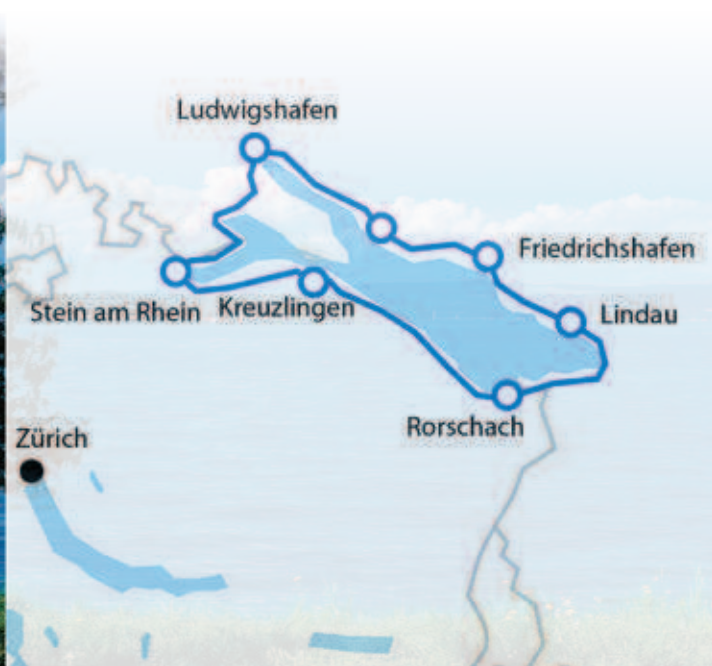 Ludwigshafen
Friedrichshafen
Stein am Rhein
Kreuzlingen
Lindau
Rorschach
Zürich